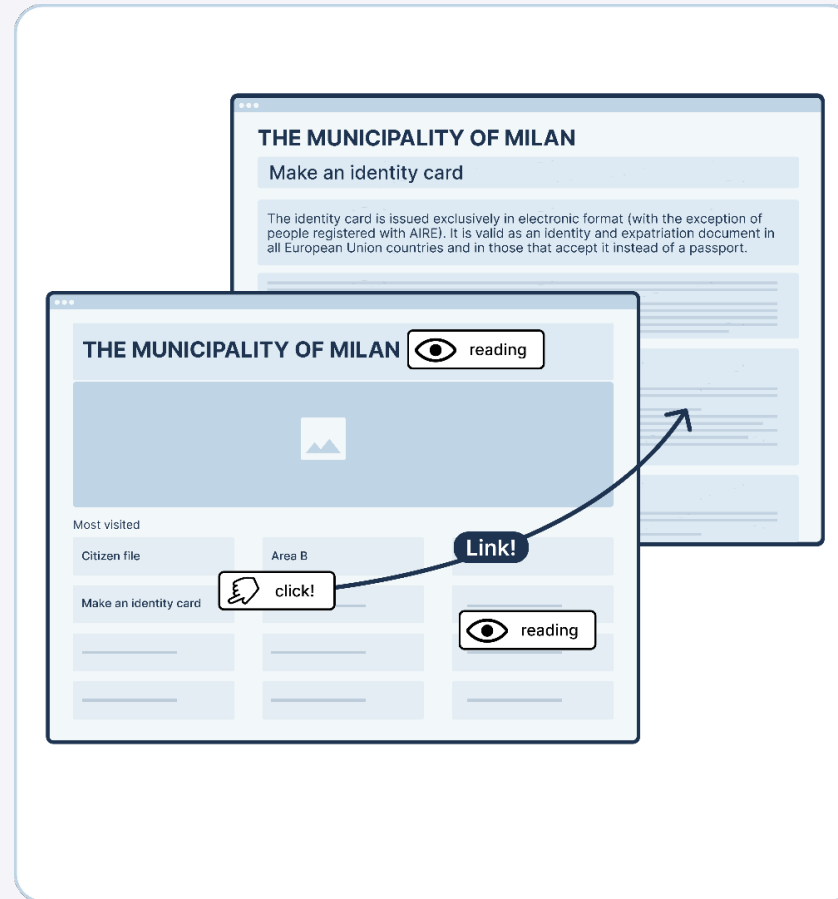 THE MUNICIPALITY OF MILAN
Make an identity card
The identity card is issued exclusively in electronic format (with the exception of
people registered with AIRE). It is valid as an identity and expatriation document in
all European Union countries and in those that accept it instead of a passport.
THE MUNICIPALITY OF MILAN
reading
Most visited
Citizen file
Area B
Link!
Make an identity card
click!
reading